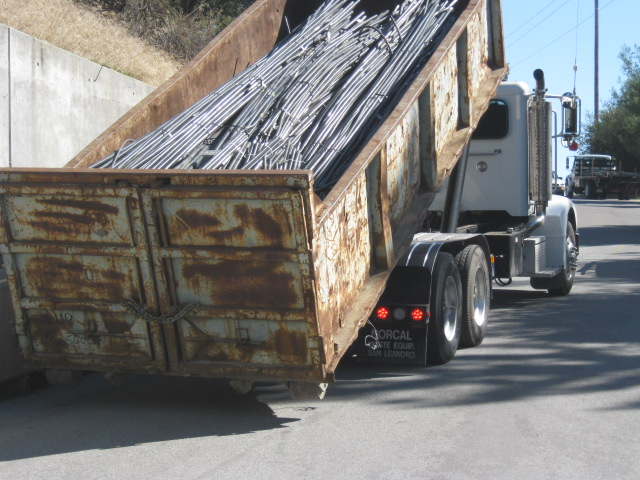 NORCAL
WASTE EQUIP.
SAN LEANDRO